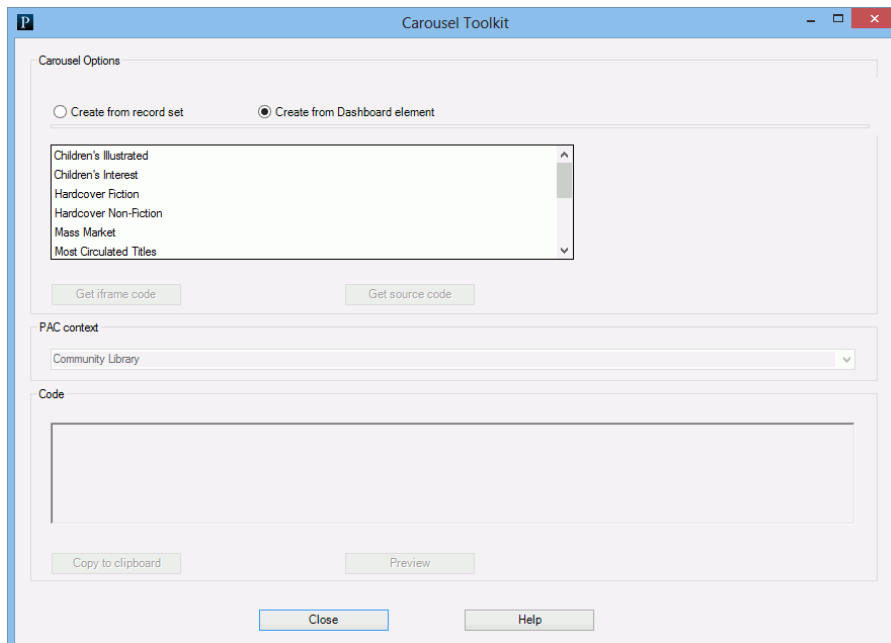 P
Carousel Toolkit
Carousel Options
Create from record set
Create from Dashboard element
Children's Illustrated
Children's Interest
Hardcover Fiction
Hardcover Non-Fiction
Mass Market
Most Circulated Titles
Get iframe code
Get source code
PAC context
Community Library
Code
Copy to clipboard
Preview
Close
Help